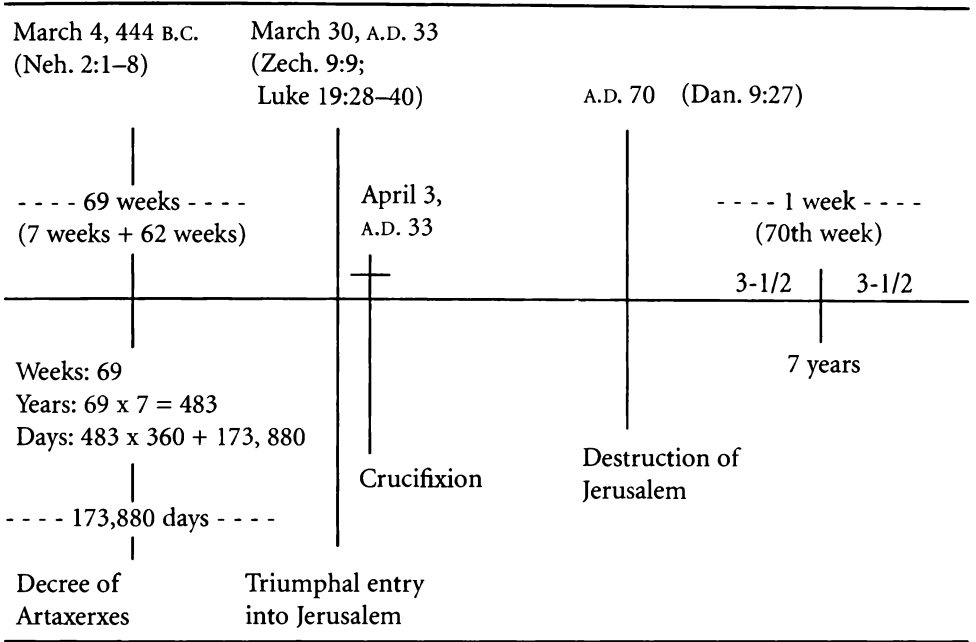 March 4, 444 B.C.
(Neh. 2:1–8)
March 30, A.D. 33
(Zech. 9:9;
Luke 19:28–40)
A.D. 70 (Dan. 9:27)
- - - - 69 weeks - - - -
(7 weeks + 62 weeks)
April 3,
A.D. 33
- - - - 1 week - - - -
(70th week)
3-1/2
3-1/2
7 years
Weeks: 69
Years: 69 x 7 = 483
Days: 483 x 360 + 173, 880
- - - - 173,880 days - - - -
Decree of
Artaxerxes
Triumphal entry
into Jerusalem
Crucifixion
Destruction of
Jerusalem